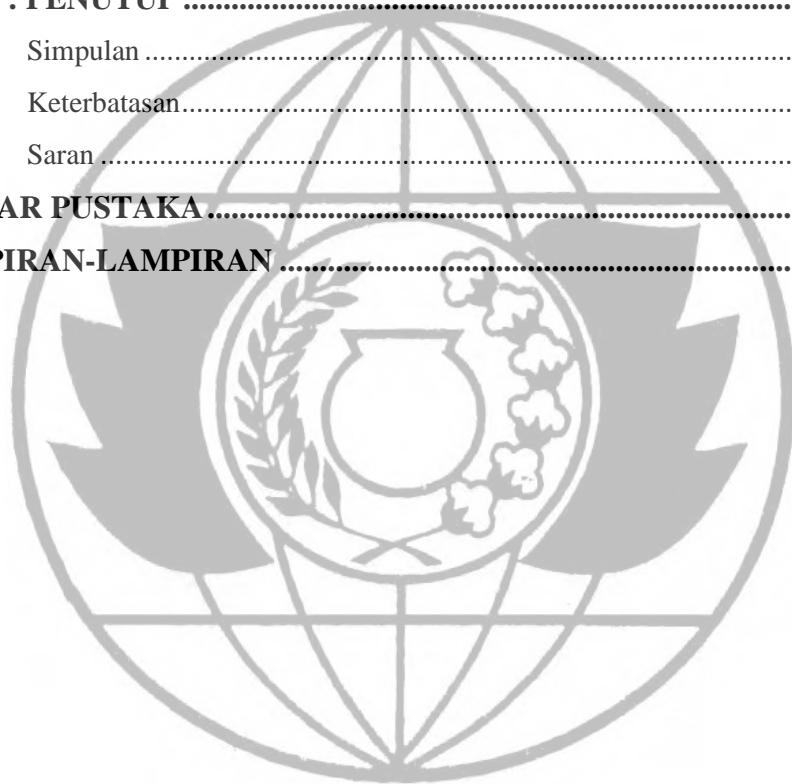 : PENUTUP ........................................................................................
Simpulan ........................................................................................
Keterbatasan........................................................................................
Saran ........................................................................................
AR PUSTAKA........................................................................................
PIRAN-LAMPIRAN ........................................................................................